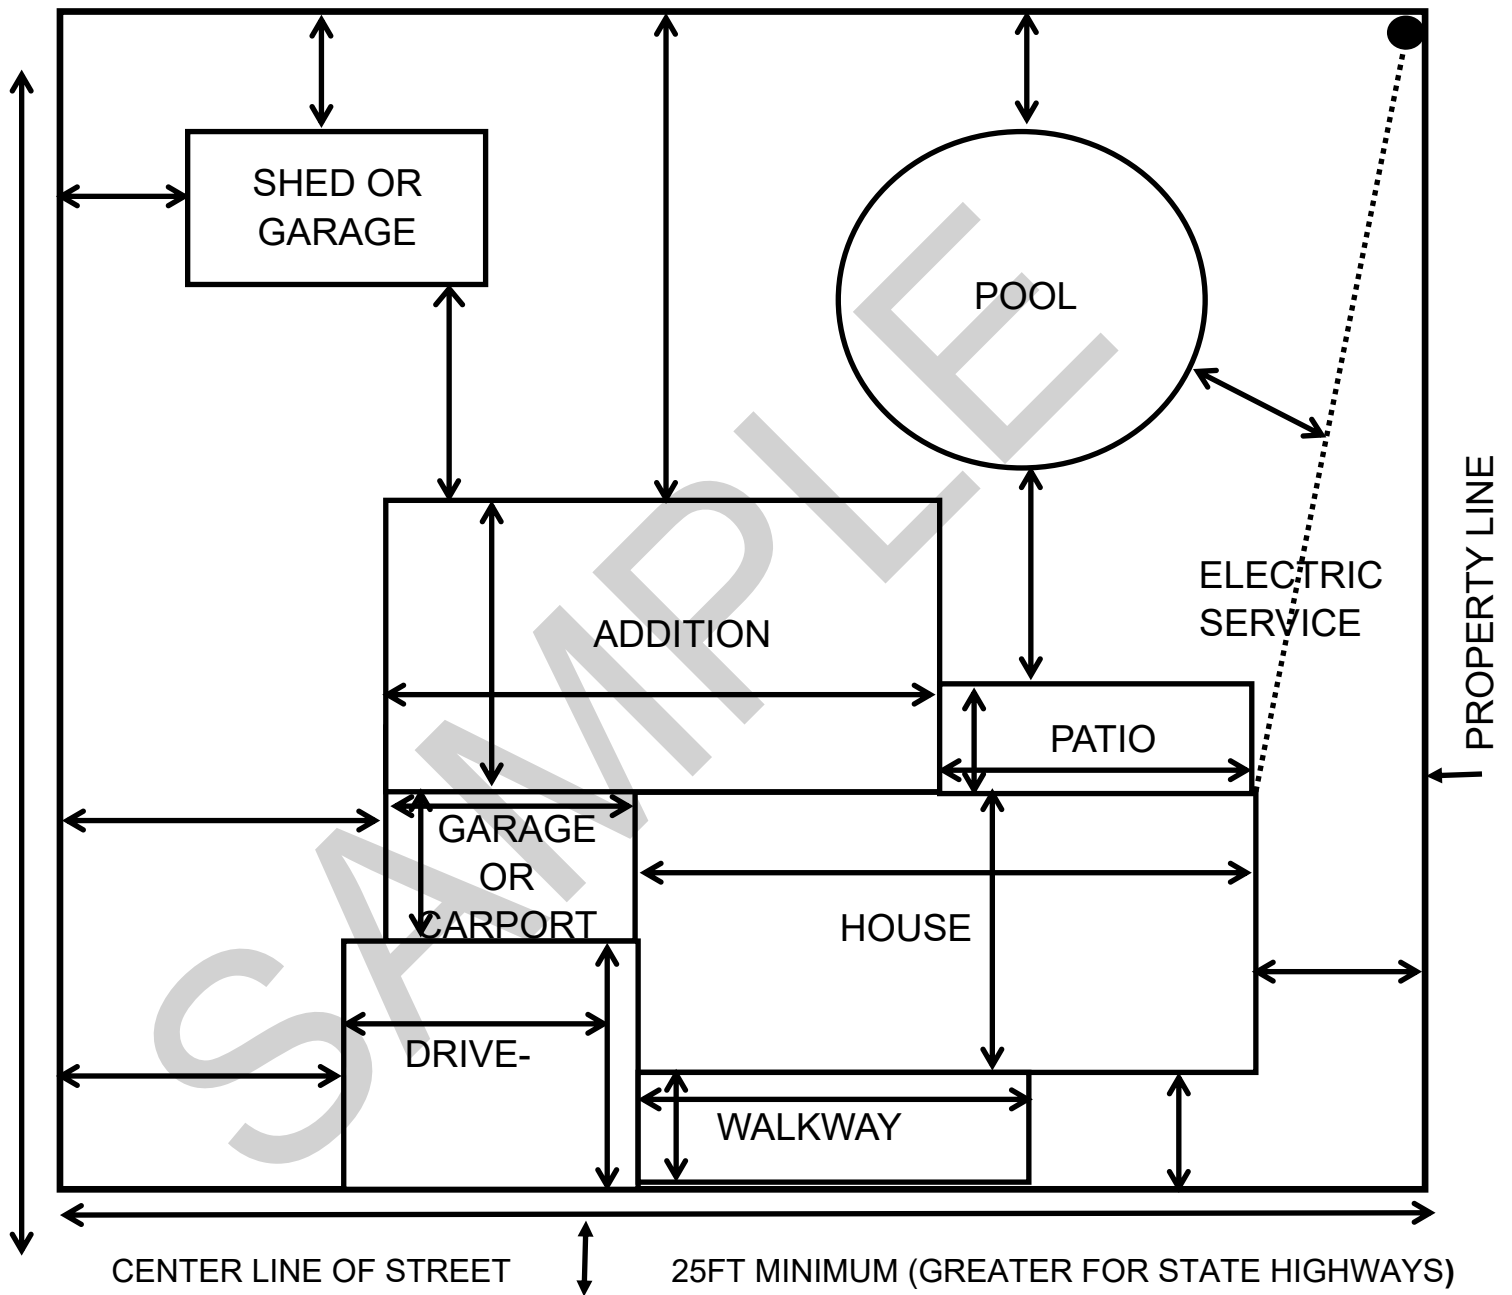 SHED OR
GARAGE
POOL
ELECTRIC
SERVICE
PROPERTY LINE
ADDITION
PATIO
GARAGE
OR
CARPORT
HOUSE
DRIVE-
WALKWAY
CENTER LINE OF STREET
25FT MINIMUM (GREATER FOR STATE HIGHWAYS)
SAMPLE